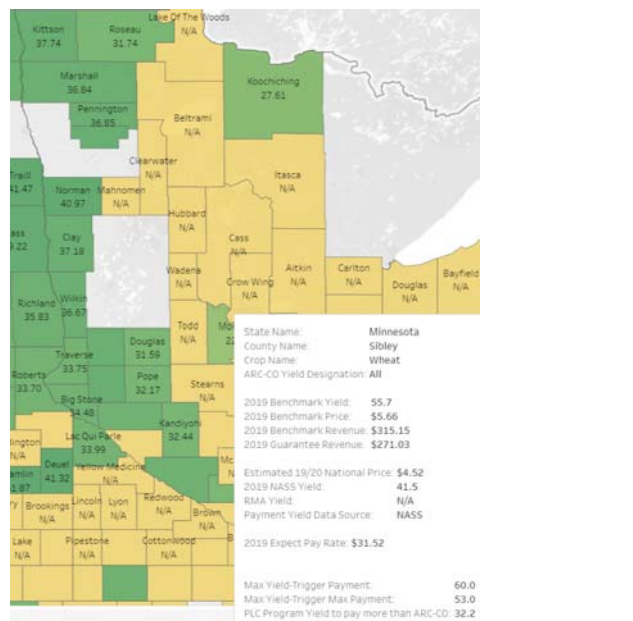 Lake Of The Woods
N/A
Kittson
37.74
Roseau
31.74
Marshall
36.84
Koochiching
27.61
Pennington
36.85
Beltrami
N/A
Clearwater
N/A
Itasca
N/A
Traill
41.47
Norman
40.97
Mahnomen
N/A
Hubbard
N/A
Cass
N/A
ass
9.22
Clay
37.18
Wadena
N/A
Crow Wing
N/A
Aitkin
N/A
Carlton
N/A
Douglas
N/A
Bayfield
N/A
Richland
35.83
Wilkin
36.67
Todd
N/A
Douglas
31.59
Traverse
33.75
Roberts
33.70
Pope
32.17
Stearns
N/A
Big Stone
34.48
Kandiyohi
32.44
Lac Qui Parle
33.99
ington
N/A
Deuel
41.32
Yellow Medicine
N/A
amlin
Brookings
N/A
Lincoln
N/A
Lyon
N/A
Redwood
N/A
Brown
N/A
Lake
N/A
Pipestone
N/A
Cottonwood
N/A
State Name: Minnesota
County Name: Sibley
Crop Name: Wheat
ARC-CO Yield Designation: All
2019 Benchmark Yield: 55.7
2019 Benchmark Price: $5.66
2019 Benchmark Revenue: $315.15
2019 Guarantee Revenue: $271.03
Estimated 19/20 National Price: $4.52
2019 NASS Yield: 41.5
RMA Yield: N/A
Payment Yield Data Source: NASS
2019 Expect Pay Rate: $31.52
Max Yield-Trigger Payment: 60.0
Max Yield-Trigger Max Payment: 53.0
PLC Program Yield to pay more than ARC-CO: 32.2